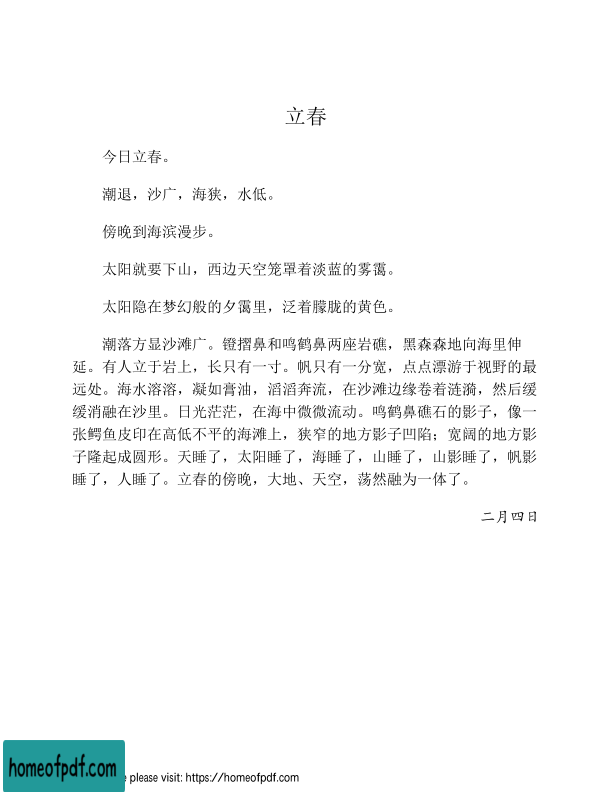 立春
今日立春。
潮退，沙广，海狭，水低。
傍晚到海滨漫步。
太阳就要下山，西边天空笼罩着淡蓝的雾霭。
太阳隐在梦幻般的夕霭里，泛着朦胧的黄色。
潮落方显沙滩广。镫摺鼻和鸣鹤鼻两座岩礁，黑森森地向海里伸
延。有人立于岩上，长只有一寸。帆只有一分宽，点点漂游于视野的最
远处。海水溶溶，凝如膏油，滔滔奔流，在沙滩边缘卷着涟漪，然后缓
缓消融在沙里。日光茫茫，在海中微微流动。鸣鹤鼻礁石的影子，像一
张鳄鱼皮印在高低不平的海滩上，狭窄的地方影子凹陷；宽阔的地方影
子隆起成圆形。天睡了，太阳睡了，海睡了，山睡了，山影睡了，帆影
睡了，人睡了。立春的傍晚，大地、天空，荡然融为一体了。
二月四日
homeofpdf.com
e please visit: https://homeofpdf.com